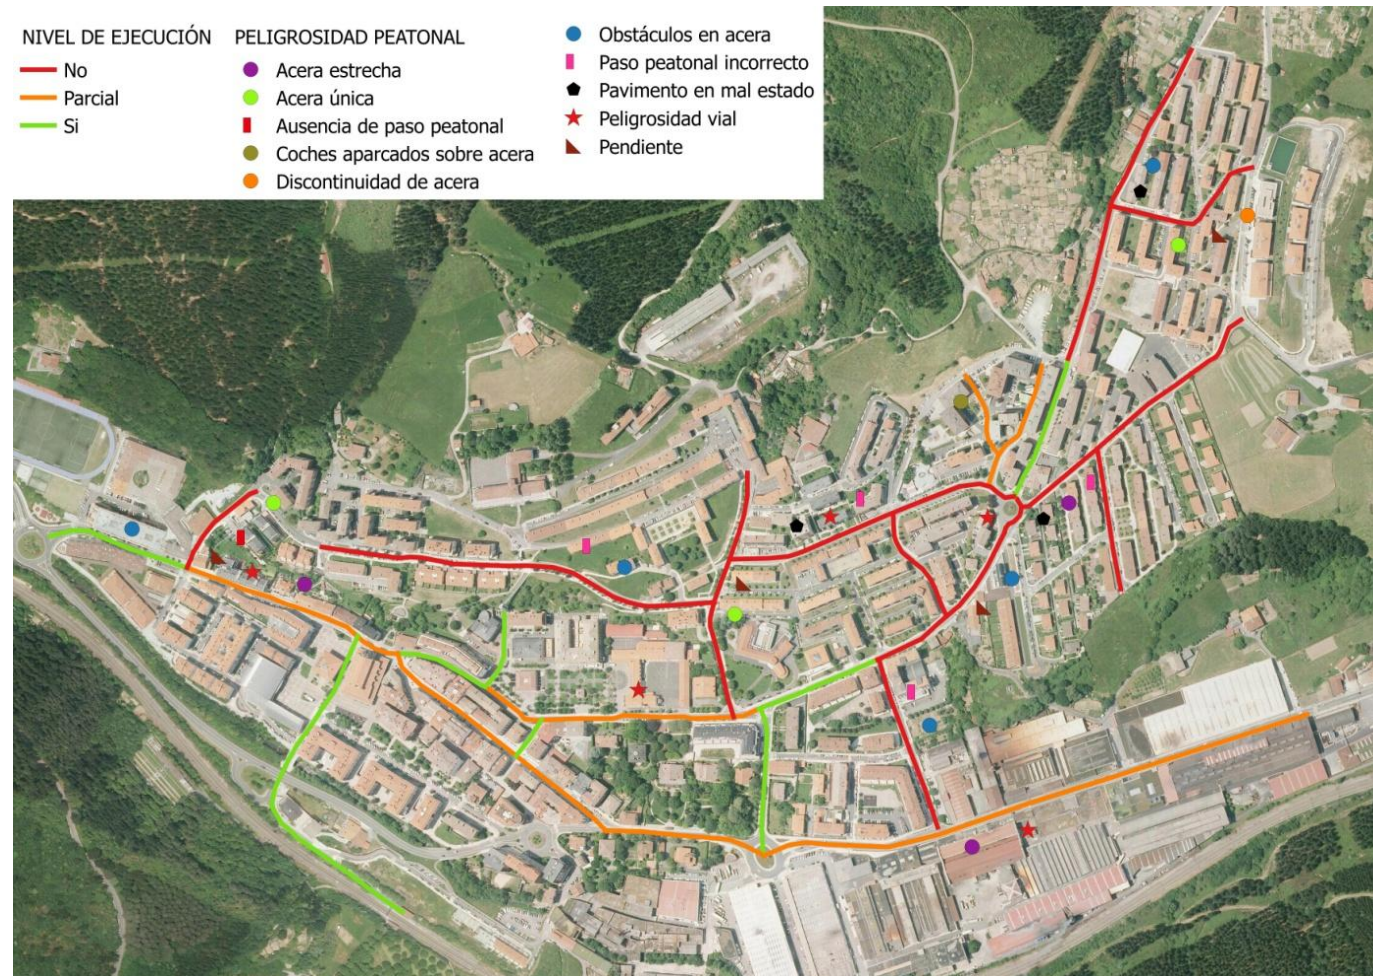 NIVEL DE EJECUCIÓN
No
Parcial
Si
PELIGROSIDAD PEATONAL
Acera estrecha
Acera única
Ausencia de paso peatonal
Coches aparcados sobre acera
Discontinuidad de acera
Obstáculos en acera
Paso peatonal incorrecto
Pavimento en mal estado
Peligrosidad vial
Pendiente